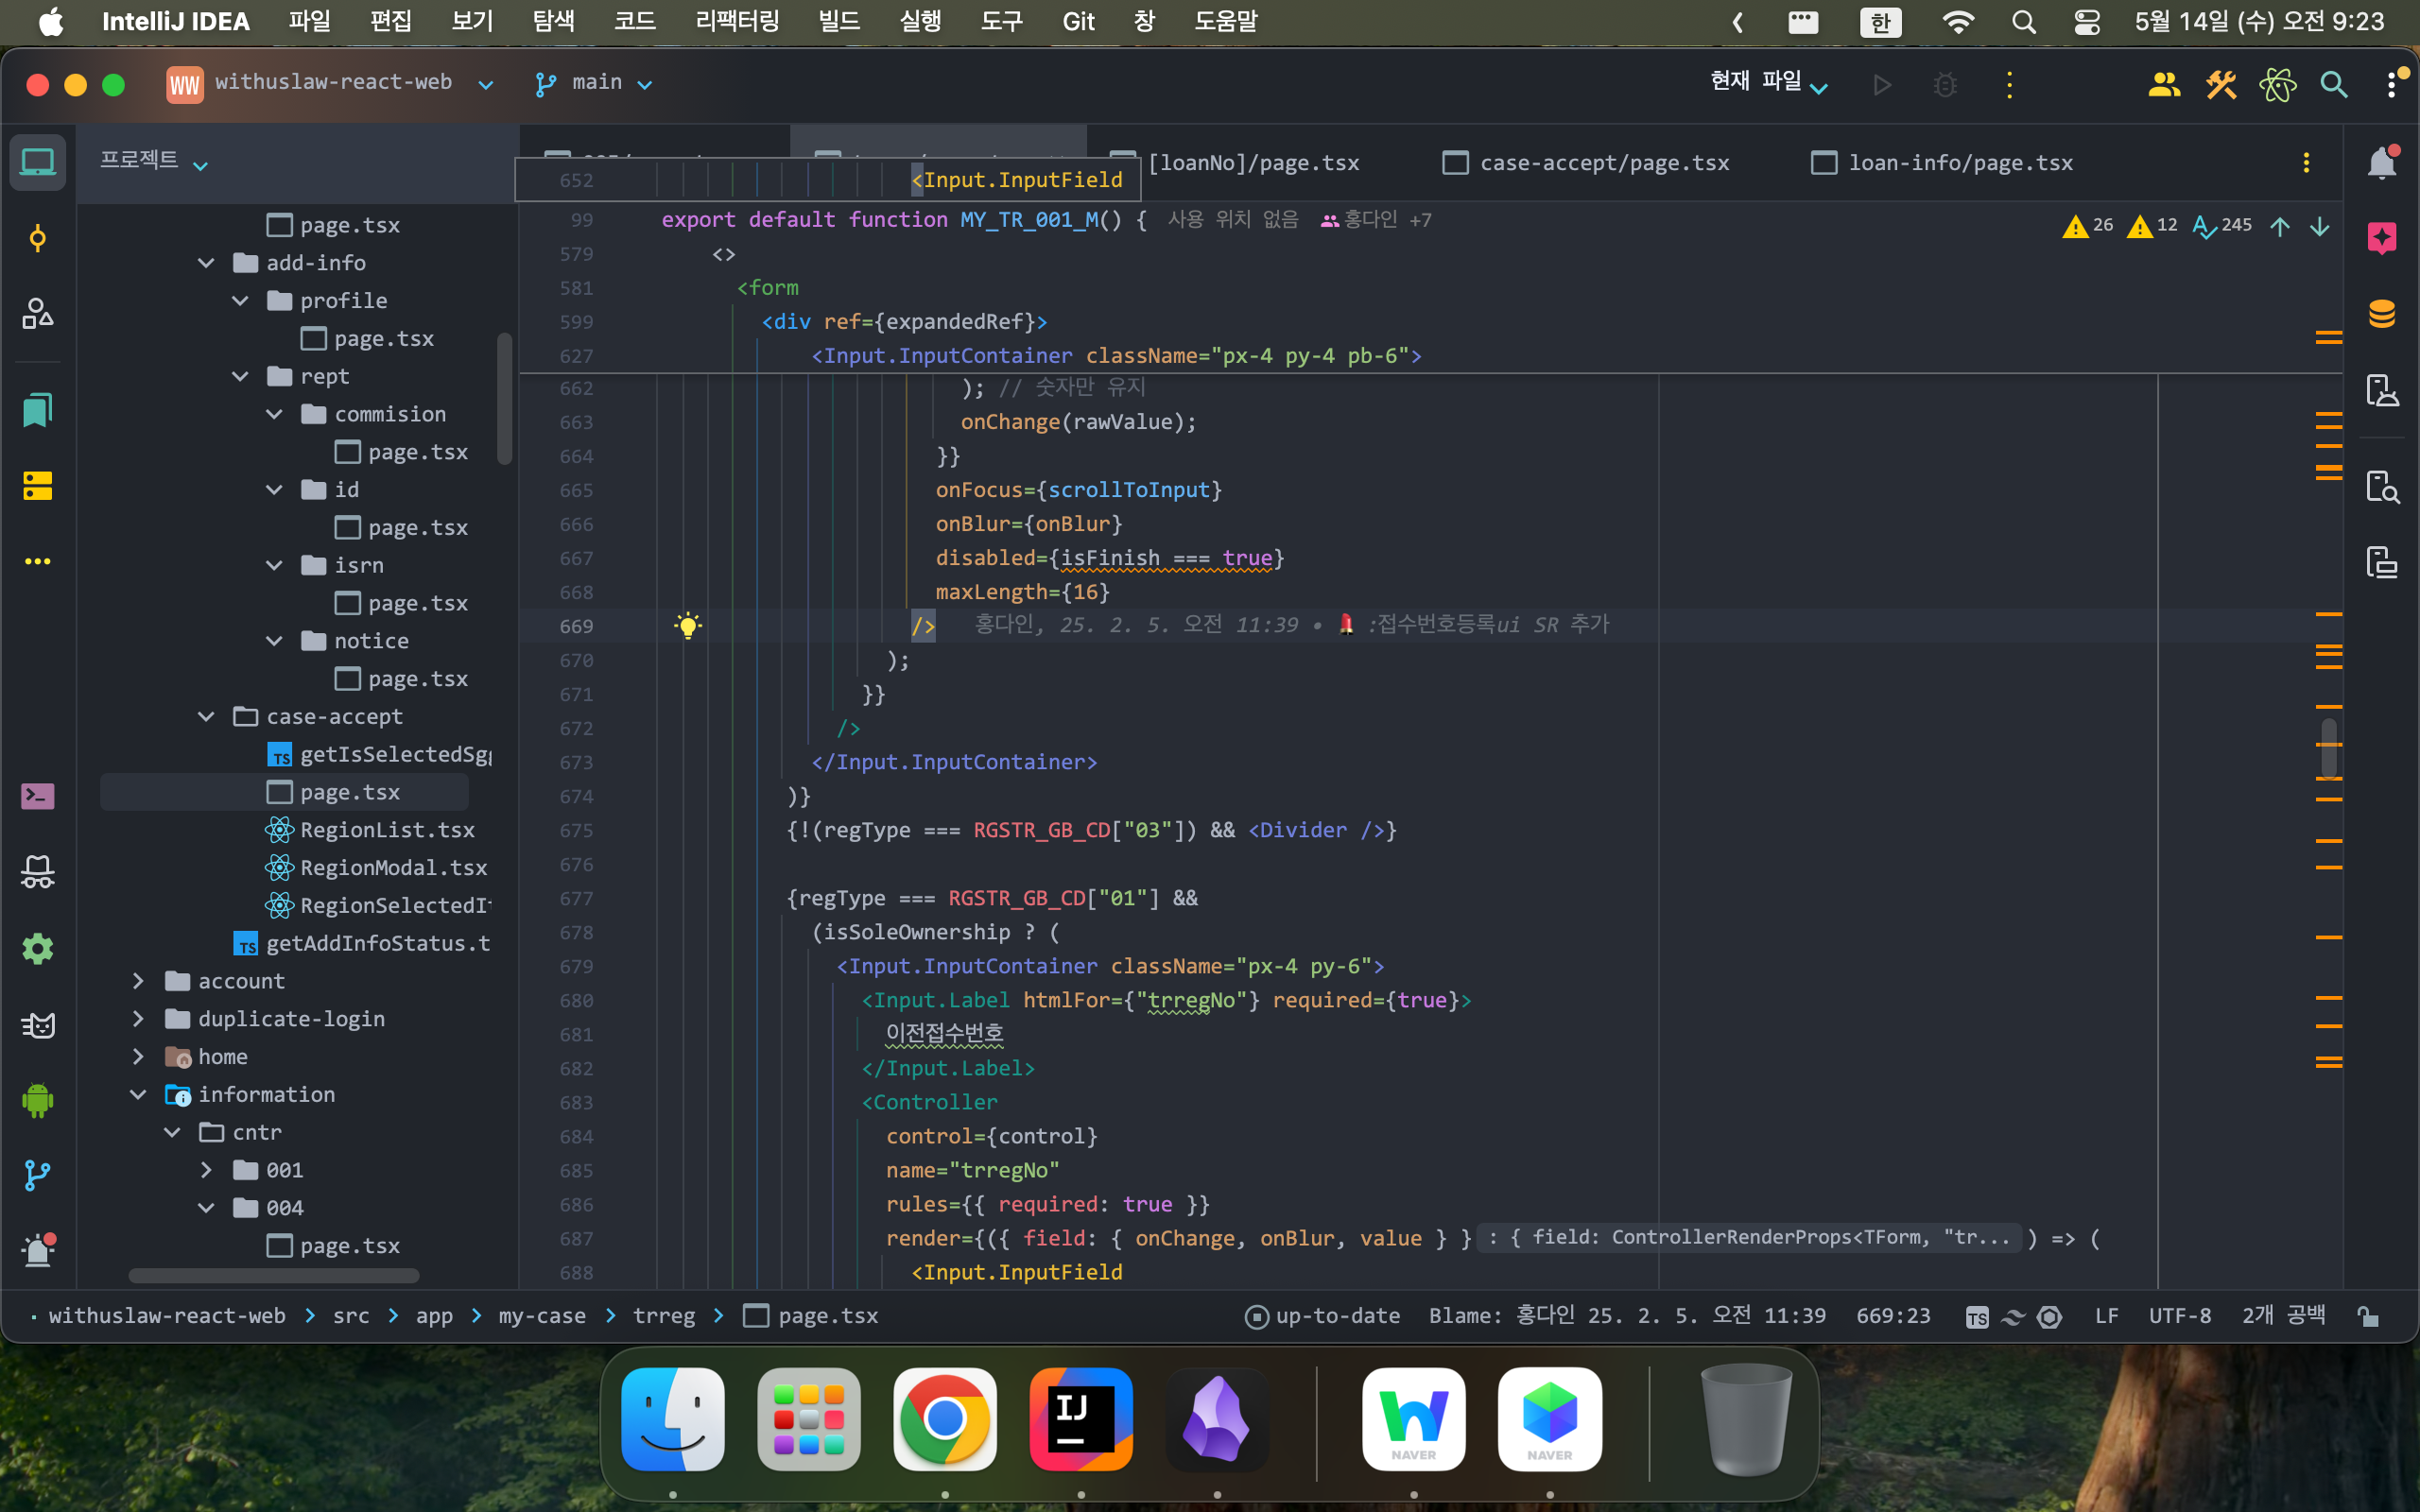 IntelliJ IDEA 파일 편집 보기 탐색 코드 리팩터링 빌드 실행 도구 Git 창 도움말 한 5월 14일 (수) 오전 9:23
WW withuslaw-react-web main 현재 파일
프로젝트
[loanNo]/page.tsx case-accept/page.tsx loan-info/page.tsx
page.tsx
add-info
profile
page.tsx
rept
commision
page.tsx
id
page.tsx
isrn
page.tsx
notice
page.tsx
case-accept
TS getIsSelectedSg
page.tsx
RegionList.tsx
RegionModal.tsx
RegionSelectedI
TS getAddInfoStatus.t
account
duplicate-login
home
information
cntr
001
004
page.tsx
652 <Input.InputField
99 export default function MY_TR_001_M() { 사용 위치 없음 홍다인 +7
26 12 245
579 <>
581 <form
599 <div ref={expandedRef}>
627 <Input.InputContainer className="px-4 py-4 pb-6">
662 ); // 숫자만 유지
663 onChange(rawValue);
664 }}
665 onFocus={scrollToInput}
666 onBlur={onBlur}
667 disabled={isFinish === true}
668 maxLength={16}
669 /> 홍다인, 25. 2. 5. 오전 11:39 • 💄 :접수번호등록ui SR 추가
670 );
671 }}
672 />
673 </Input.InputContainer>
674 )}
675 {!(regType === RGSTR_GB_CD["03"]) && <Divider />}
676
677 {regType === RGSTR_GB_CD["01"] &&
678 (isSoleOwnership ? (
679 <Input.InputContainer className="px-4 py-6">
680 <Input.Label htmlFor={"trregNo"} required={true}>
681 이전접수번호
682 </Input.Label>
683 <Controller
684 control={control}
685 name="trregNo"
686 rules={{ required: true }}
687 render={({ field: { onChange, onBlur, value } } : { field: ControllerRenderProps<TForm, "tr... ) => (
688 <Input.InputField
withuslaw-react-web > src > app > my-case > trreg > page.tsx up-to-date Blame: 홍다인 25. 2. 5. 오전 11:39 669:23 TS LF UTF-8 2개 공백
IJ NAVER NAVER